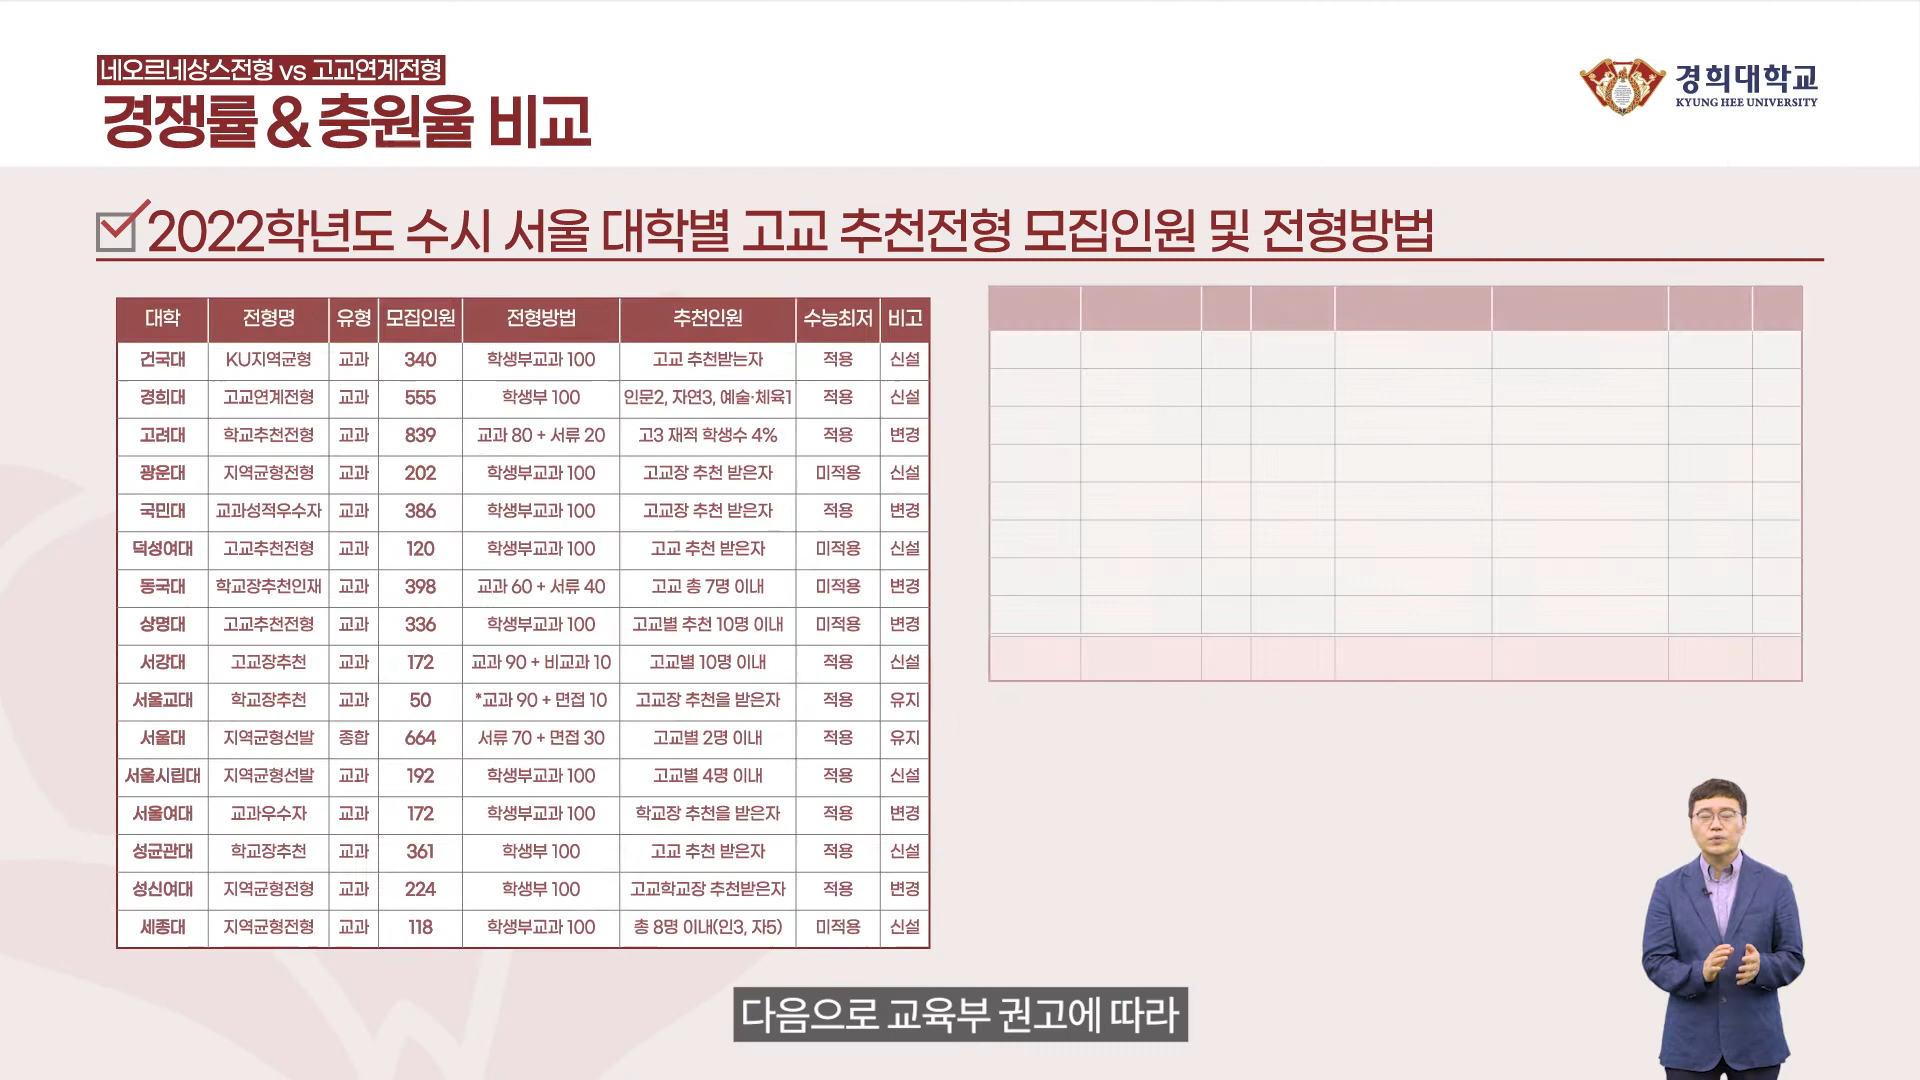 네오르네상스전형 vs 고교연계전형
경쟁률 & 충원율 비교
경희대학교
KYUNG HEE UNIVERSITY
2022학년도 수시 서울 대학별 고교 추천전형 모집인원 및 전형방법
대학 전형명 유형 모집인원 전형방법 추천인원 수능최저 비고
건국대 KU지역균형 교과 340 학생부교과 100 고교 추천받는자 적용 신설
경희대 고교연계전형 교과 555 학생부 100 인문2, 자연3, 예술·체육1 적용 신설
고려대 학교추천전형 교과 839 교과 80 + 서류 20 고3 재적 학생수 4% 적용 변경
광운대 지역균형전형 교과 202 학생부교과 100 고교장 추천 받은자 미적용 신설
국민대 교과성적우수자 교과 386 학생부교과 100 고교장 추천 받은자 적용 변경
덕성여대 고교추천전형 교과 120 학생부교과 100 고교 추천 받은자 미적용 신설
동국대 학교장추천인재 교과 398 교과 60 + 서류 40 고교 총 7명 이내 미적용 변경
상명대 고교추천전형 교과 336 학생부교과 100 고교별 추천 10명 이내 미적용 변경
서강대 고교장추천 교과 172 교과 90 + 비교과 10 고교별 10명 이내 적용 신설
서울교대 학교장추천 교과 50 *교과 90 + 면접 10 고교장 추천을 받은자 적용 유지
서울대 지역균형선발 종합 664 서류 70 + 면접 30 고교별 2명 이내 적용 유지
서울시립대 지역균형선발 교과 192 학생부교과 100 고교별 4명 이내 적용 신설
서울여대 교과우수자 교과 172 학생부교과 100 학교장 추천을 받은자 적용 변경
성균관대 학교장추천 교과 361 학생부 100 고교 추천 받은자 적용 신설
성신여대 지역균형전형 교과 224 학생부 100 고교학교장 추천받은자 적용 변경
세종대 지역균형전형 교과 118 학생부교과 100 총 8명 이내(인3, 자5) 미적용 신설
다음으로 교육부 권고에 따라